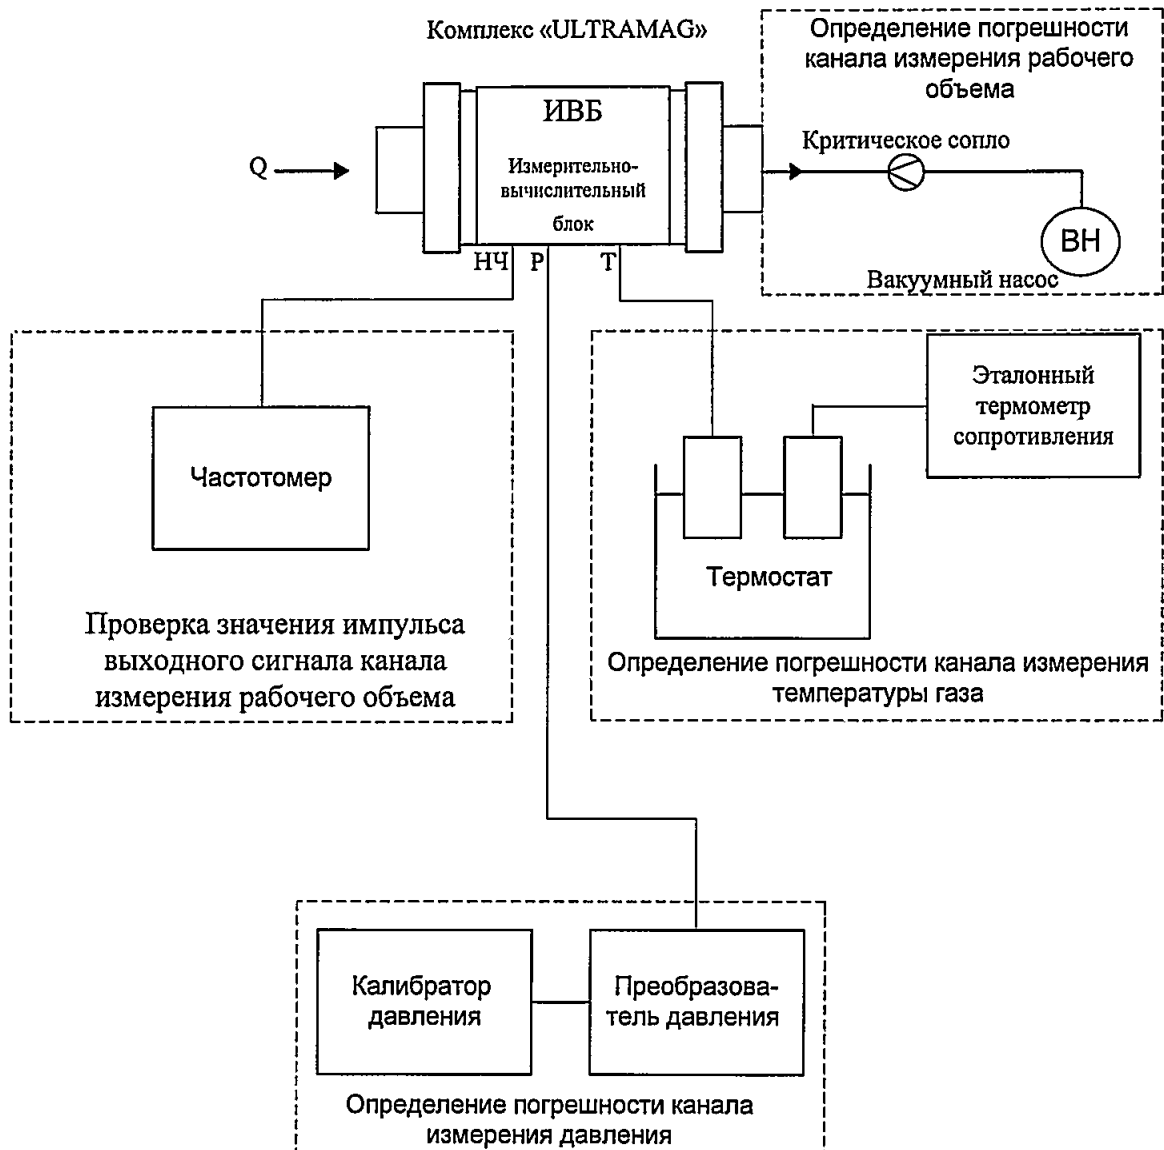 Комплекс «ULTRAMAG»
Определение погрешности
канала измерения рабочего
объема
ИВБ
Измерительно-
вычислительный
блок
Q
Критическое сопло
ВН
Вакуумный насос
НЧ
Р
Т
Частотомер
Проверка значения импульса
выходного сигнала канала
измерения рабочего объема
Эталонный
термометр
сопротивления
Термостат
Определение погрешности канала измерения
температуры газа
Калибратор
давления
Преобразова-
тель давления
Определение погрешности канала
измерения давления